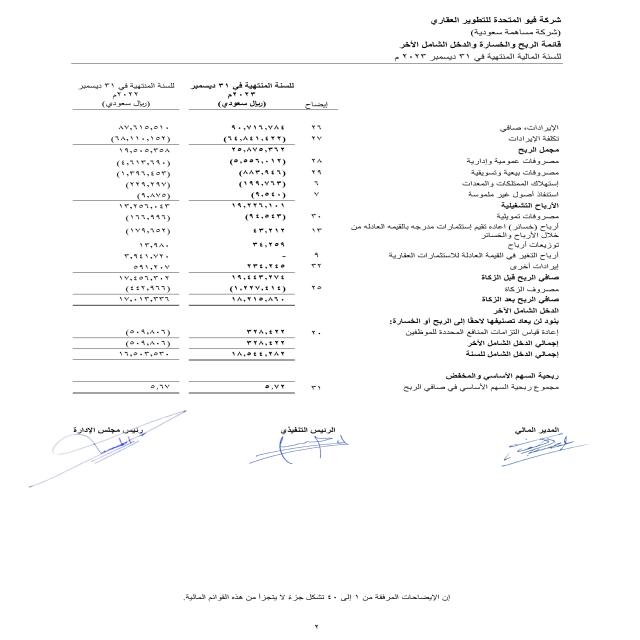 شركة فيو المتحدة للتطوير العقاري
(شركة مساهمة سعودية)
قائمة الربح والخسارة والدخل الشامل الآخر
للسنة المالية المنتهية في ٣١ ديسمبر ٢٠٢٣ م
إيضاح للسنة المنتهية في ٣١ ديسمبر ٢٠٢٣م (ريال سعودي) للسنة المنتهية في ٣١ ديسمبر ٢٠٢٢م (ريال سعودي)
الإيرادات، صافي ٢٦ ٩٠,٧١٦,٧٨٤ ٨٧,٦١٥,٥١٠
تكلفة الإيرادات ٢٧ (٦٤,٨٤١,٤٢٢) (٦٨,١١٠,١٥٢)
مجمل الربح ٢٥,٨٧٥,٣٦٢ ١٩,٥٠٥,٣٥٨
مصروفات عمومية وإدارية ٢٨ (٥,٥٥٦,٠١٢) (٤,٦١٣,٦٩٠)
مصروفات بيعية وتسويقية ٢٩ (٨٨٣,٩٤٦) (١,٣٩٦,٤٥٣)
إستهلاك الممتلكات والمعدات ٦ (١٩٩,٧٦٣) (٢٢٩,٢٩٧)
استنفاذ أصول غير ملموسة ٧ (٩,٥٤٠) (٩,٨٧٥)
الأرباح التشغيلية ١٩,٢٢٦,١٠١ ١٣,٢٥٦,٠٤٣
مصروفات تمويلية ٣٠ (٩٤,٥٤٣) (١٦٦,٩٩٦)
أرباح (خسائر) اعاده تقيم إستثمارات مدرجه بالقيمه العادله من خلال الأرباح والخسائر ١٣ ٤٣,٢١٢ (١٧٩,٦٥٢)
توزيعات أرباح ٣٤,٢٥٩ ١٣,٩٨٠
أرباح التغير في القيمة العادلة للاستثمارات العقارية ٩ - ٣,٩٤١,٧٢٠
إيرادات أخرى ٣٢ ٢٣٤,٢٤٥ ٥٩١,٢٠٧
صافي الربح قبل الزكاة ١٩,٤٤٣,٢٧٤ ١٧,٤٥٦,٣٠٢
مصروف الزكاة ٢٥ (١,٢٢٧,٤١٤) (٤٤٢,٩٦٦)
صافي الربح بعد الزكاة ١٨,٢١٥,٨٦٠ ١٧,٠١٣,٣٣٦
الدخل الشامل الآخر
بنود لن يعاد تصنيفها لاحقًا إلى الربح أو الخسارة:
إعادة قياس التزامات المنافع المحددة للموظفين ٢٠ ٣٢٨,٤٢٢ (٥٠٩,٨٠٦)
إجمالي الدخل الشامل الآخر ٣٢٨,٤٢٢ (٥٠٩,٨٠٦)
إجمالي الدخل الشامل للسنة ١٨,٥٤٤,٢٨٢ ١٦,٥٠٣,٥٣٠
ربحية السهم الأساسي والمخفض
مجموع ربحية السهم الأساسي في صافي الربح ٣١ ٥.٧٢ ٥.٦٧
المدير المالي الرئيس التنفيذي رئيس مجلس الإدارة
إن الإيضاحات المرفقة من ١ إلى ٤٠ تشكل جزءً لا يتجزأ من هذه القوائم المالية.
٢